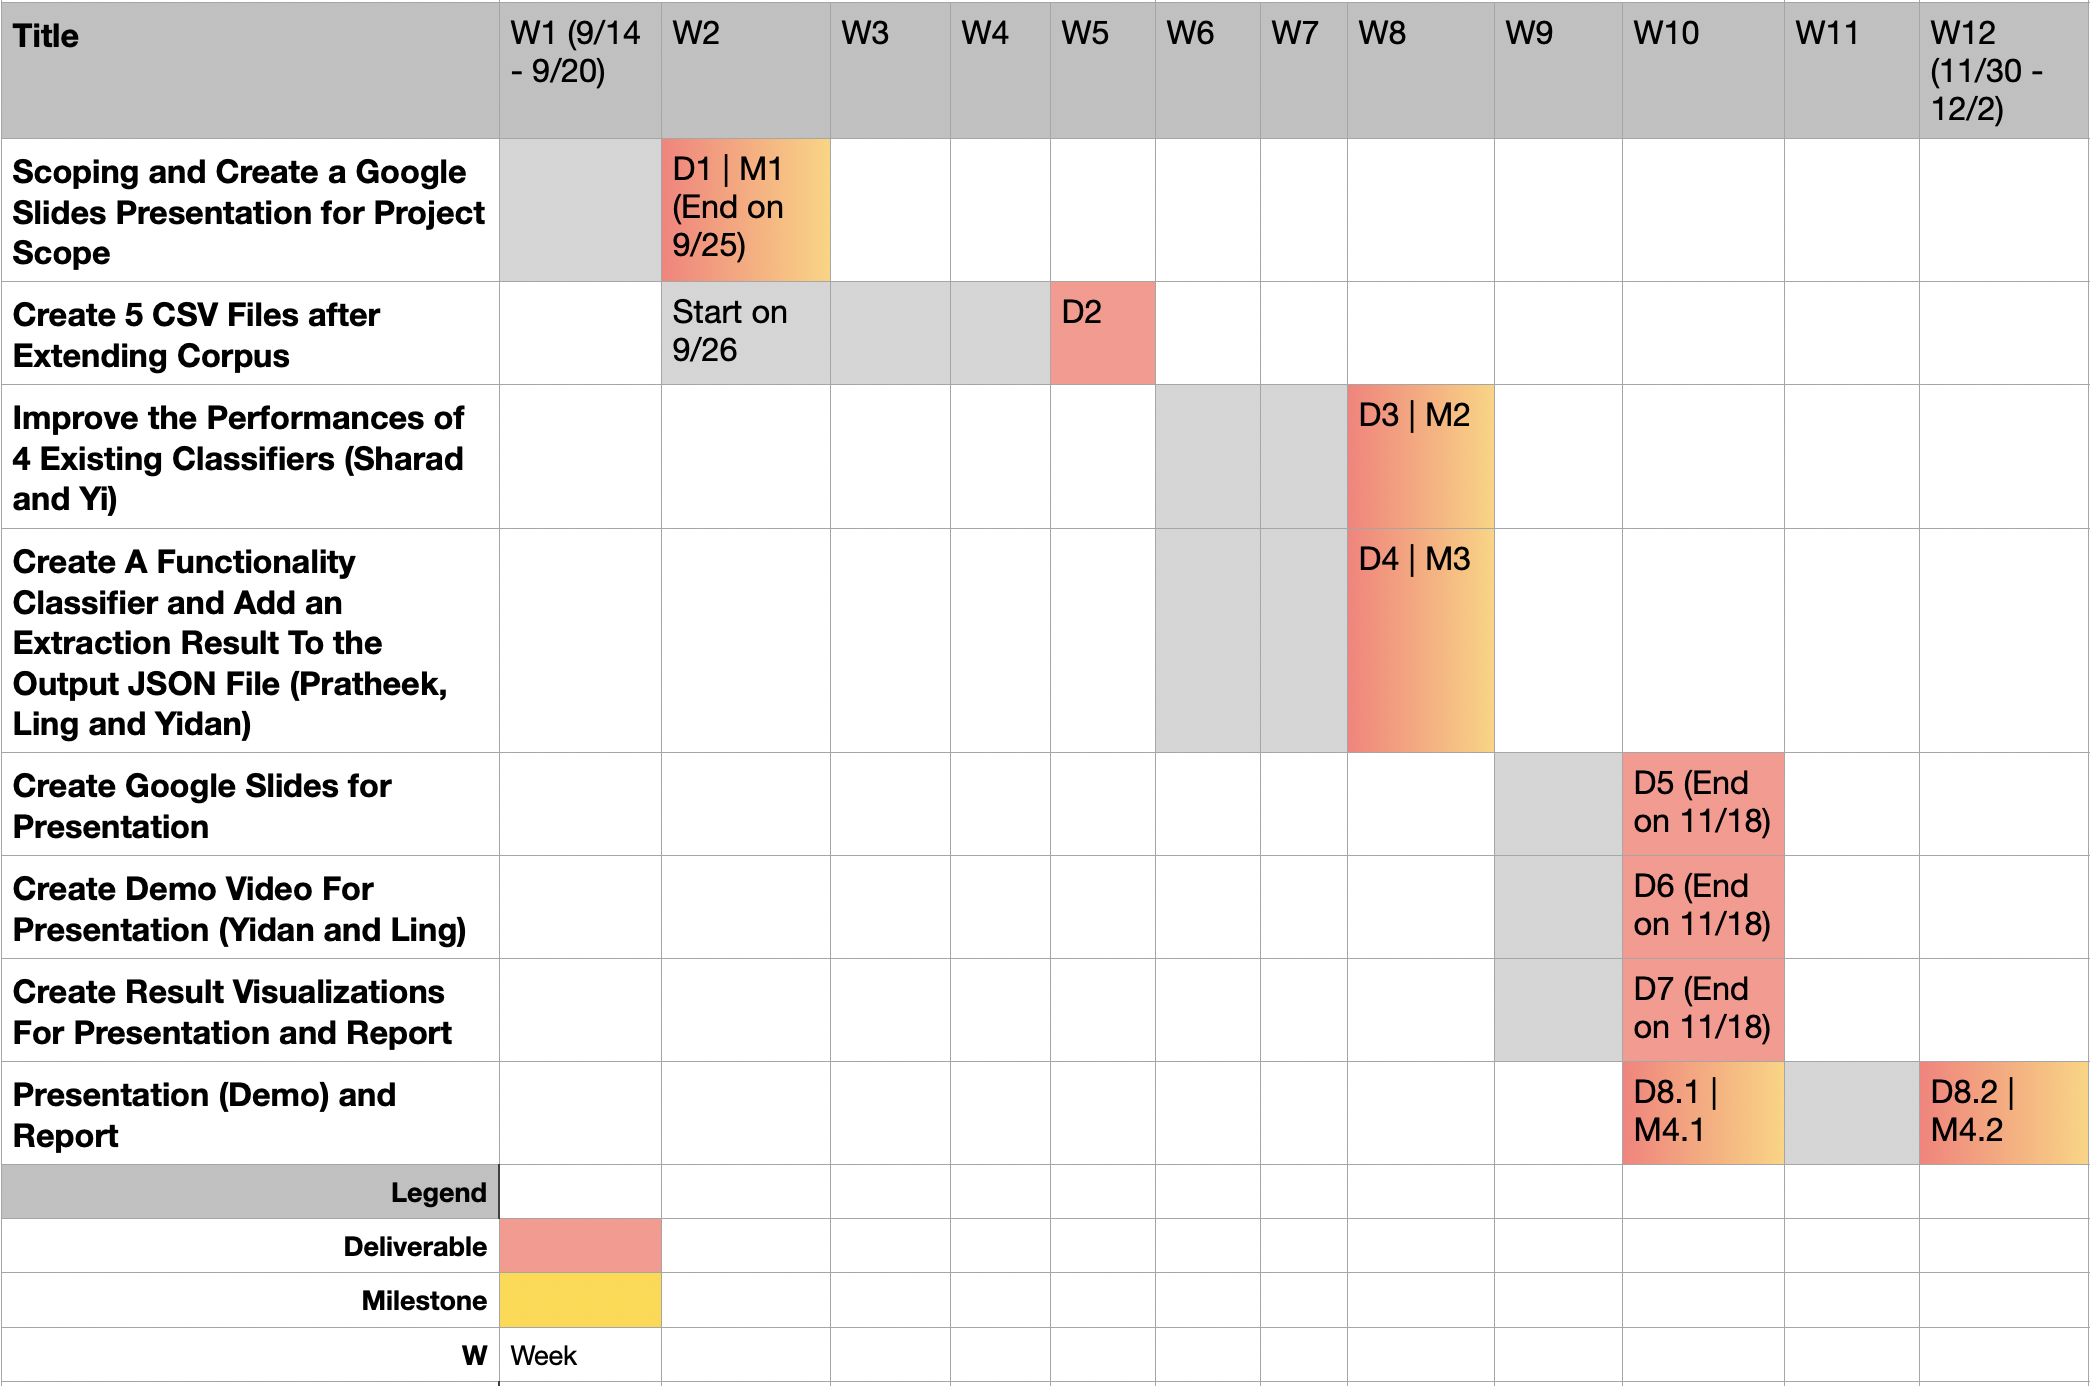 Title
W1 (9/14
- 9/20)
W2
W3
W4
W5
W6
W7
W8
W9
W10
W11
W12
(11/30 -
12/2)
Scoping and Create a Google
Slides Presentation for Project
Scope
D1 | M1
(End on
9/25)
Create 5 CSV Files after
Extending Corpus
Start on
9/26
D2
Improve the Performances of
4 Existing Classifiers (Sharad
and Yi)
D3 | M2
Create A Functionality
Classifier and Add an
Extraction Result To the
Output JSON File (Pratheek,
Ling and Yidan)
D4 | M3
Create Google Slides for
Presentation
D5 (End
on 11/18)
Create Demo Video For
Presentation (Yidan and Ling)
D6 (End
on 11/18)
Create Result Visualizations
For Presentation and Report
D7 (End
on 11/18)
Presentation (Demo) and
Report
D8.1 |
M4.1
D8.2 |
M4.2
Legend
Deliverable
Milestone
W
Week